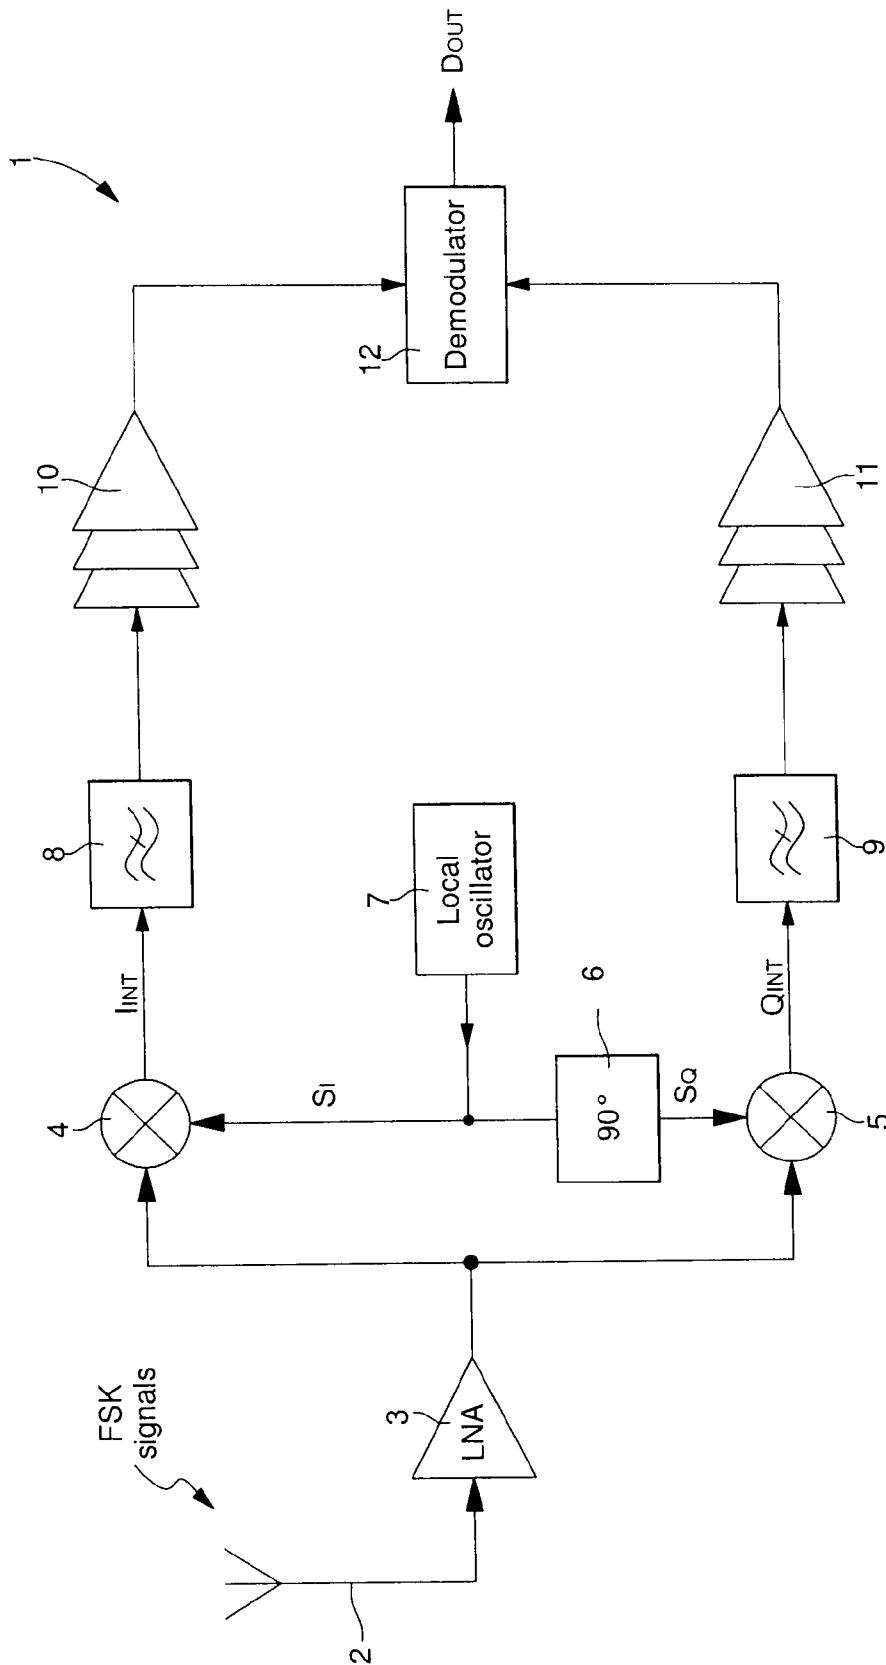 1
FSK
signals
2
3
LNA
4
SI
IINT
8
10
7
Local
oscillator
6
90°
SQ
5
QINT
9
11
12
Demodulator
DOUT